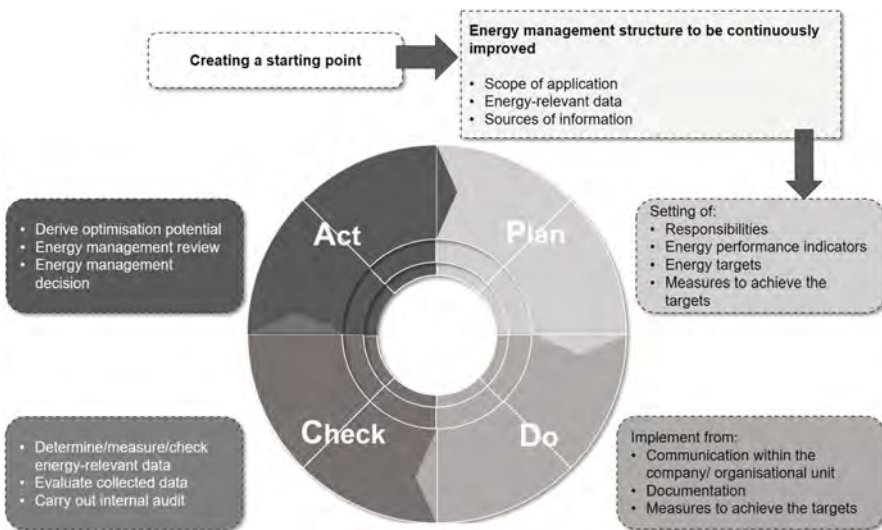 Creating a starting point
Energy management structure to be continuously
improved
• Scope of application
• Energy-relevant data
• Sources of information
Act
Plan
• Derive optimisation potential
• Energy management review
• Energy management
decision
Setting of:
• Responsibilities
• Energy performance indicators
• Energy targets
• Measures to achieve the
targets
Check
Do
• Determine/measure/check
energy-relevant data
• Evaluate collected data
• Carry out internal audit
Implement from:
• Communication within the
company/ organisational unit
• Documentation
• Measures to achieve the targets